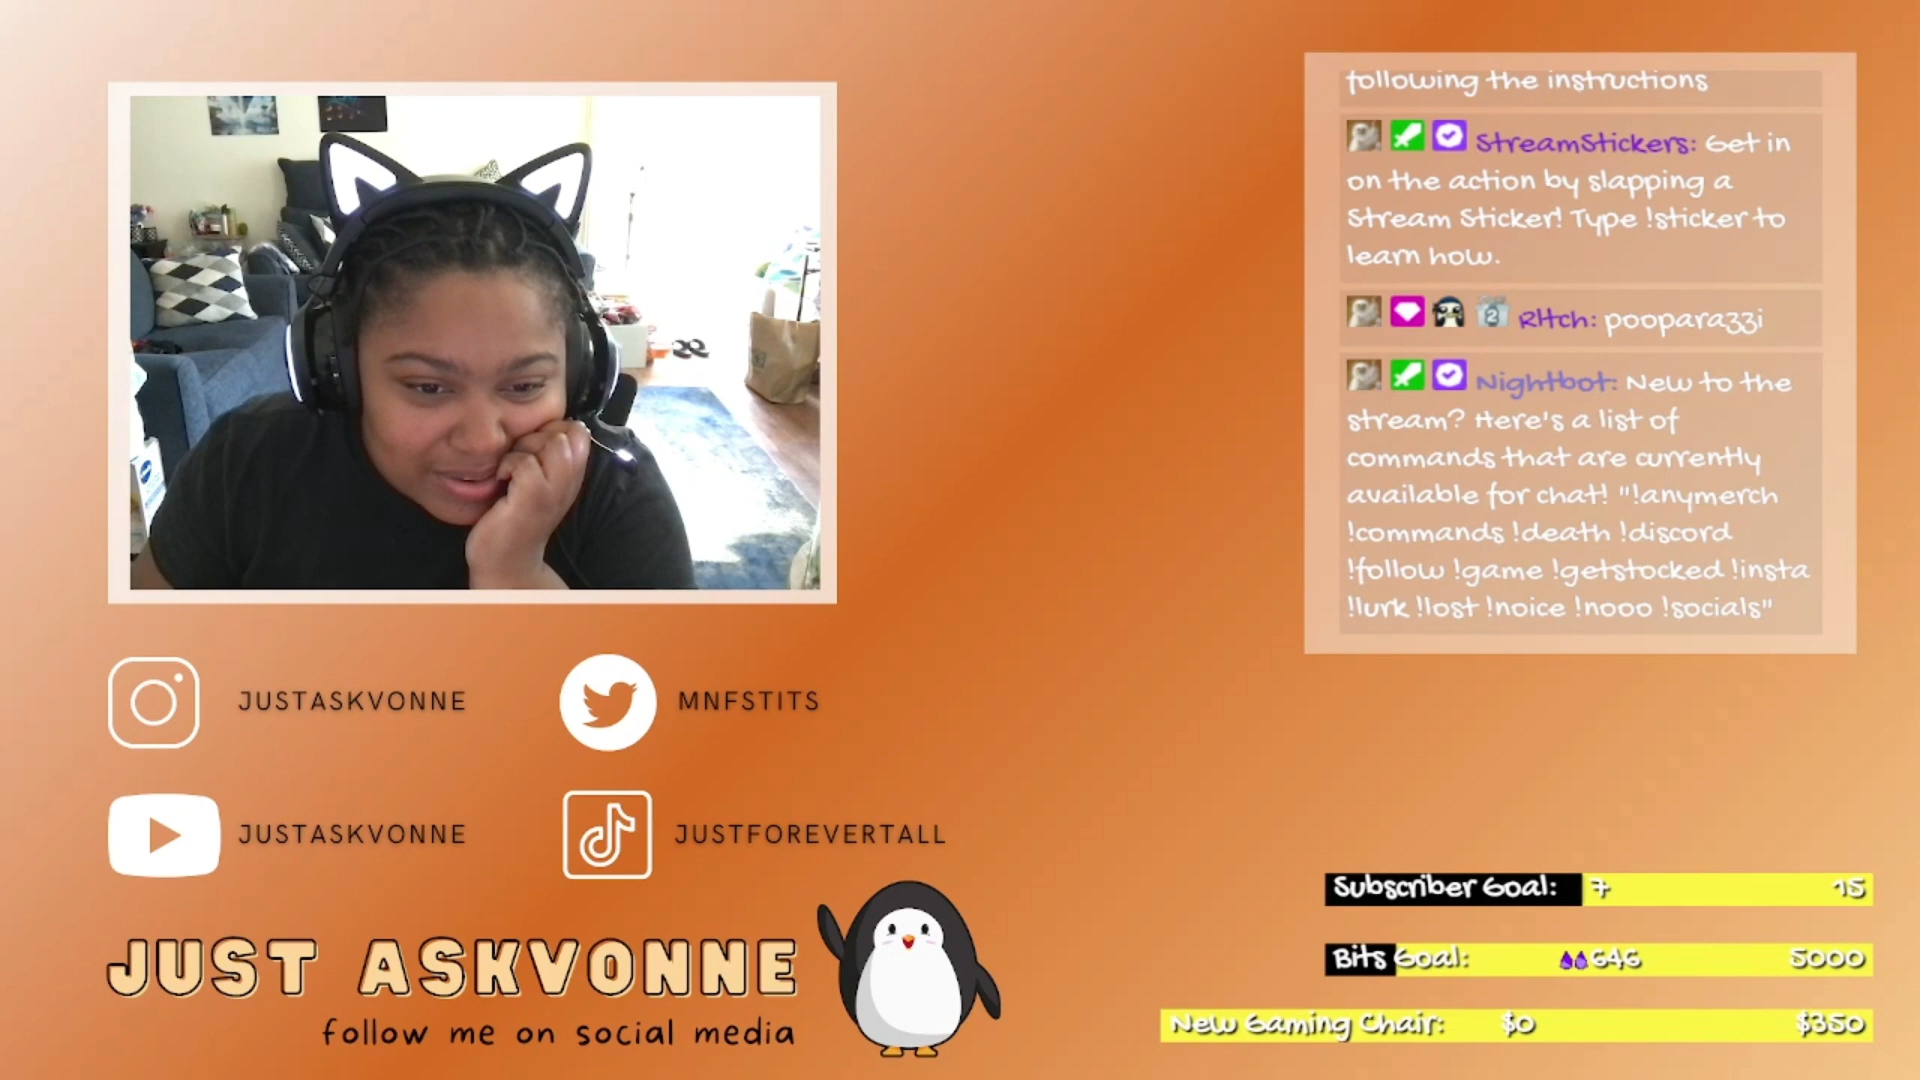 following the instructions
StreamStickers: Get in
on the action by slapping a
Stream Sticker! Type !sticker to
learn how.
2 R1tch: pooparazzi
Nightbot: New to the
stream? Here's a list of
commands that are currently
available for chat! "!anymerch
!commands !death !discord
!follow !game !getstocked !insta
!lurk !lost !noice !nooo !socials"
JUSTASKVONNE
MNFSTITS
JUSTASKVONNE
JUSTFOREVERTALL
JUST ASKVONNE
follow me on social media
Subscriber Goal: 7 15
Bits Goal: 646 5000
New Gaming Chair: $0 $350